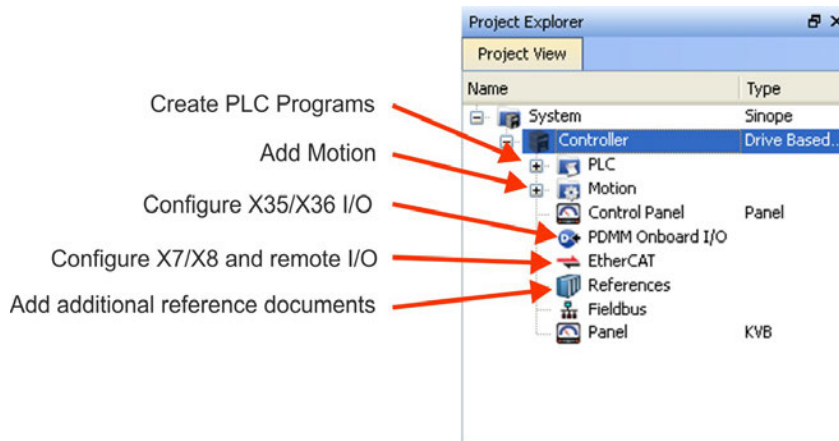 Project Explorer
Project View
Name Type
System Sinope
Controller Drive Based..
Create PLC Programs
PLC
Add Motion
Motion
Control Panel Panel
Configure X35/X36 I/O
PDMM Onboard I/O
Configure X7/X8 and remote I/O
EtherCAT
Add additional reference documents
References
Fieldbus
Panel KVB